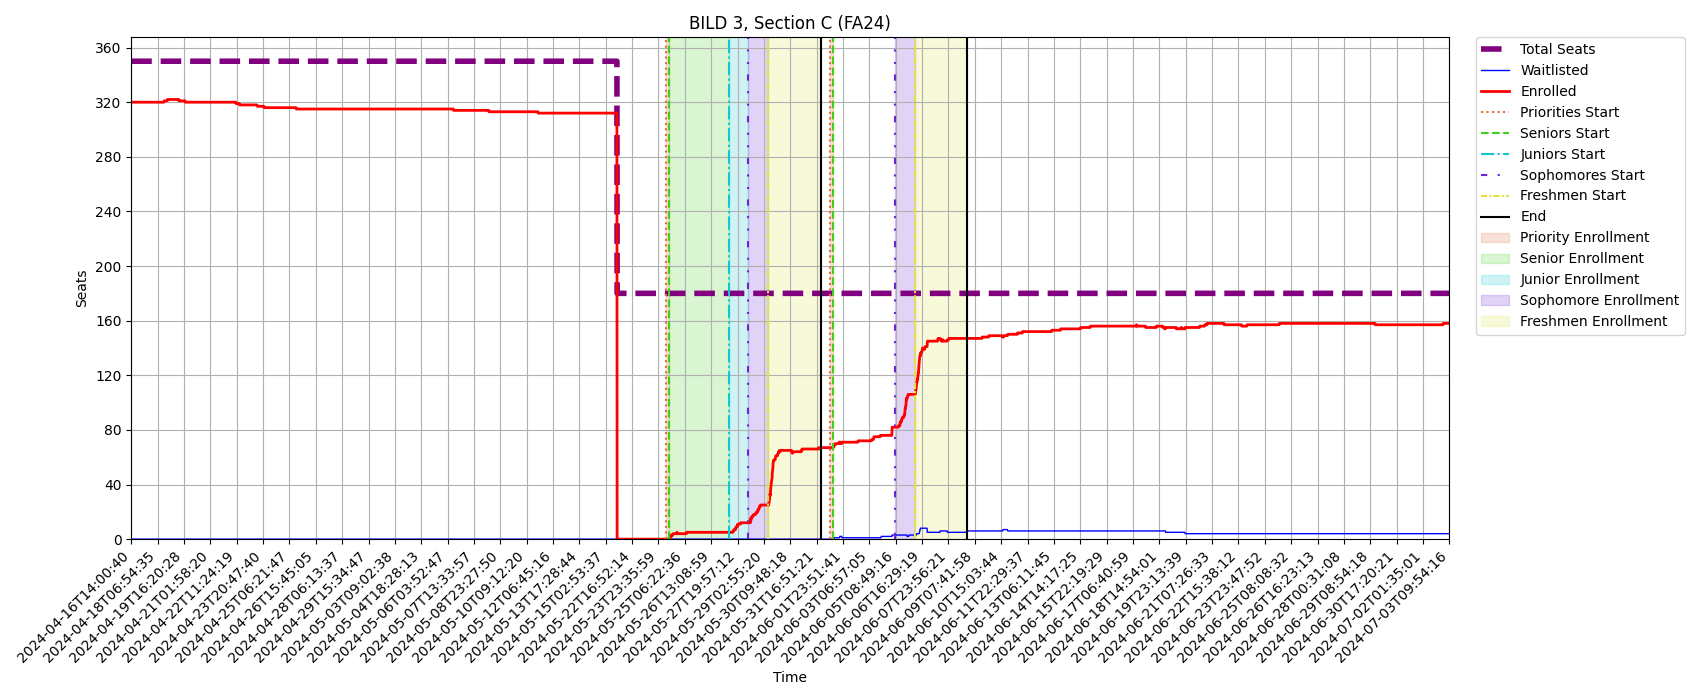 BILD 3, Section C (FA24)
Seats
360
320
280
240
200
160
120
80
40
0
2024-04-16T14:00:40
2024-04-18T06:54:35
2024-04-19T16:20:28
2024-04-21T01:58:20
2024-04-22T11:24:19
2024-04-23T20:47:40
2024-04-25T06:21:47
2024-04-26T15:45:05
2024-04-28T06:13:37
2024-04-29T15:34:47
2024-05-03T09:02:38
2024-05-04T18:28:13
2024-05-06T03:52:47
2024-05-07T13:33:57
2024-05-08T23:27:50
2024-05-10T09:12:20
2024-05-12T06:45:16
2024-05-13T17:28:44
2024-05-15T02:53:37
2024-05-22T16:52:14
2024-05-23T23:35:59
2024-05-25T06:22:36
2024-05-26T13:08:59
2024-05-27T19:57:12
2024-05-29T02:55:20
2024-05-30T09:48:18
2024-05-31T16:51:21
2024-06-01T23:51:41
2024-06-03T06:57:05
2024-06-05T08:49:16
2024-06-06T16:29:19
2024-06-07T23:56:21
2024-06-09T07:41:58
2024-06-10T15:03:44
2024-06-11T22:29:37
2024-06-13T06:11:45
2024-06-14T14:17:25
2024-06-15T22:19:29
2024-06-17T06:40:59
2024-06-18T14:54:01
2024-06-19T23:13:39
2024-06-21T07:26:33
2024-06-22T15:38:12
2024-06-23T23:47:52
2024-06-25T08:08:32
2024-06-26T16:23:13
2024-06-28T00:31:08
2024-06-29T08:54:18
2024-06-30T17:20:21
2024-07-02T01:35:01
2024-07-03T09:54:16
Time
Total Seats
Waitlisted
Enrolled
Priorities Start
Seniors Start
Juniors Start
Sophomores Start
Freshmen Start
End
Priority Enrollment
Senior Enrollment
Junior Enrollment
Sophomore Enrollment
Freshmen Enrollment